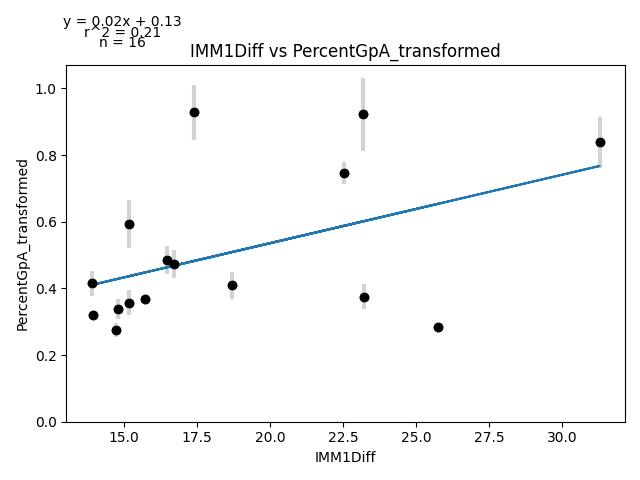 y = 0.02x + 0.13
r^2 = 0.21
n = 16
IMM1Diff vs PercentGpA_transformed
PercentGpA_transformed
1.0
0.8
0.6
0.4
0.2
0.0
15.0 17.5 20.0 22.5 25.0 27.5 30.0
IMM1Diff